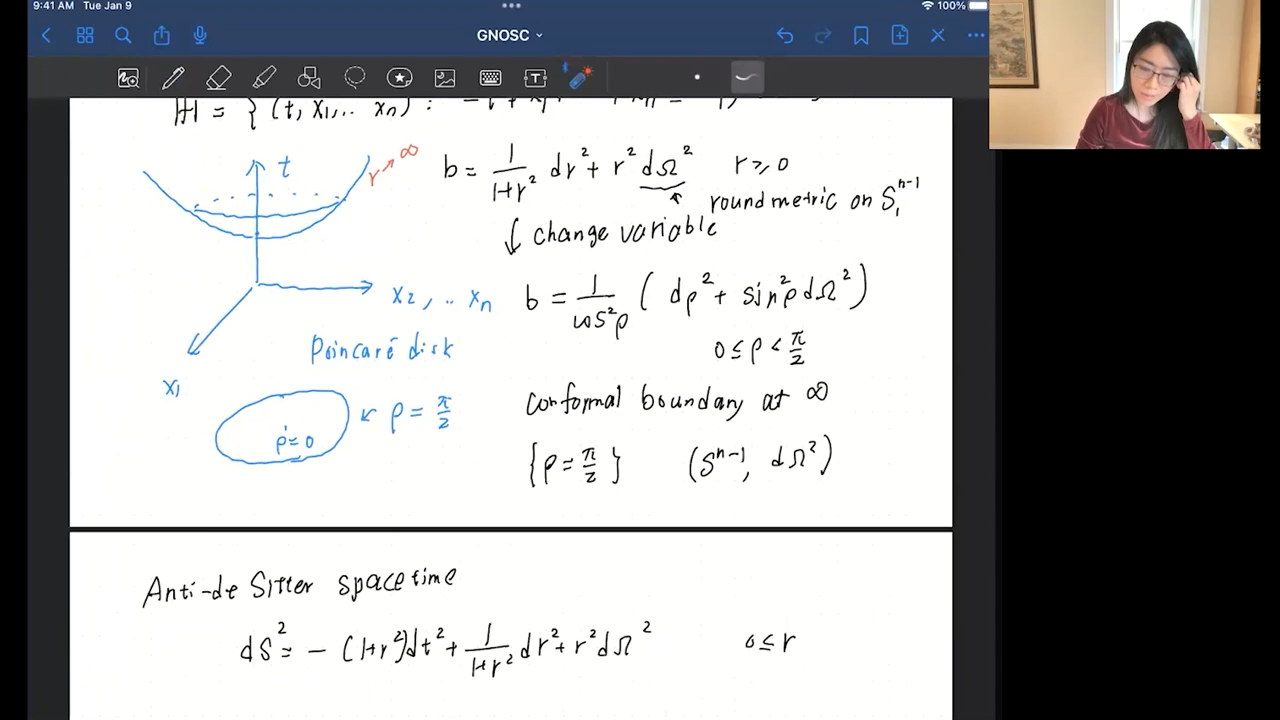 9:41 AM Tue Jan 9
100%
GNOSC
H = { (t, x₁, .. xₙ) :
t
r → ∞
b = 1/(1+r²) dr² + r² dΩ² r ≥ 0
round metric on S₁ⁿ⁻¹
↓ change variable
x₂, .. xₙ
b = 1/cos²ρ ( dρ² + sin²ρ dΩ² )
0 ≤ ρ < π/2
Poincaré disk
x₁
ρ = 0
↙ ρ = π/2
conformal boundary at ∞
{ρ = π/2} (Sⁿ⁻¹, dΩ²)
Anti-de Sitter spacetime
dS² = - (1+r²)dt² + 1/(1+r²) dr² + r² dΩ² 0 ≤ r